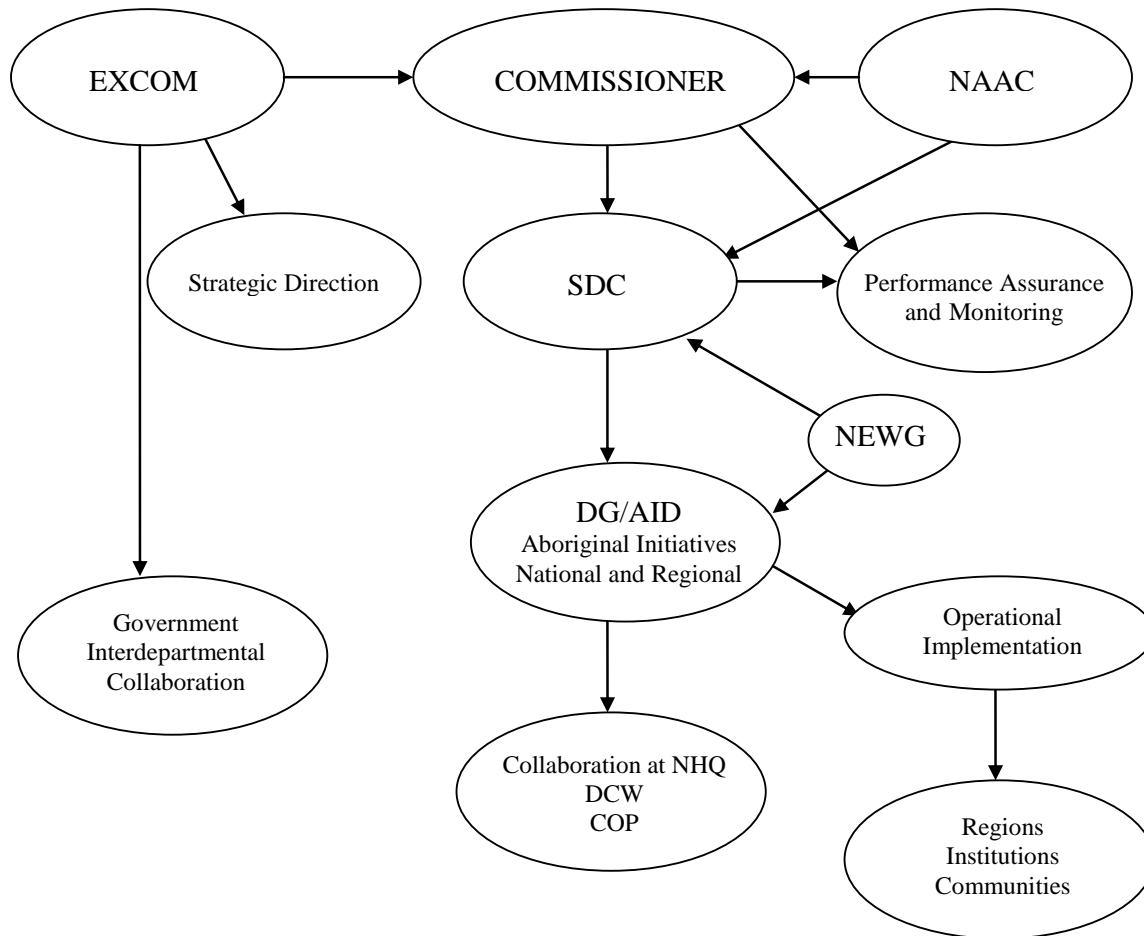 EXCOM
COMMISSIONER
NAAC
Strategic Direction
SDC
Performance Assurance
and Monitoring
NEWG
DG/AID
Aboriginal Initiatives
National and Regional
Government
Interdepartmental
Collaboration
Operational
Implementation
Collaboration at NHQ
DCW
COP
Regions
Institutions
Communities